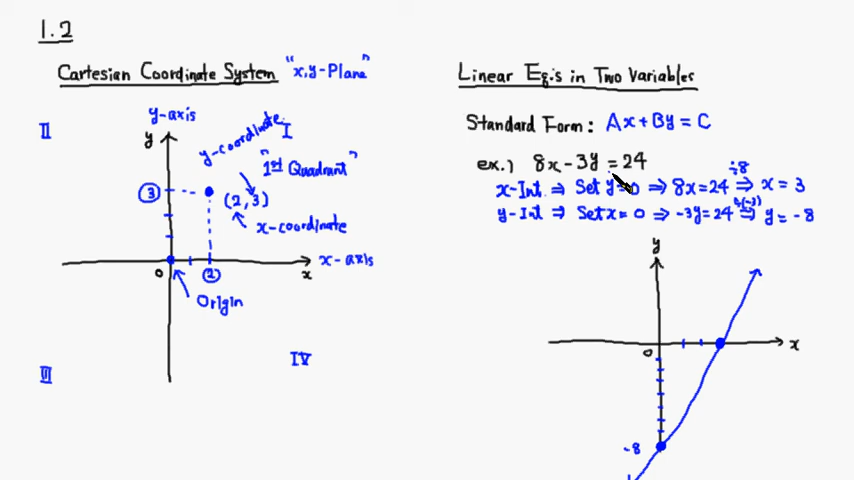 1.2
Cartesian Coordinate System "x,y-Plane"
y-axis
II
y
y-coordinate
I
"1st Quadrant"
3
(2,3)
x-coordinate
0
2
x
x-axis
Origin
III
IV
Linear Eq.'s in Two Variables
Standard Form: Ax + By = C
ex.) 8x - 3y = 24
÷8
x-Int ⇒ Set y = 0 ⇒ 8x = 24 ⇒ x = 3
÷(-3)
y-Int ⇒ Set x = 0 ⇒ -3y = 24 ⇒ y = -8
y
0
x
-8